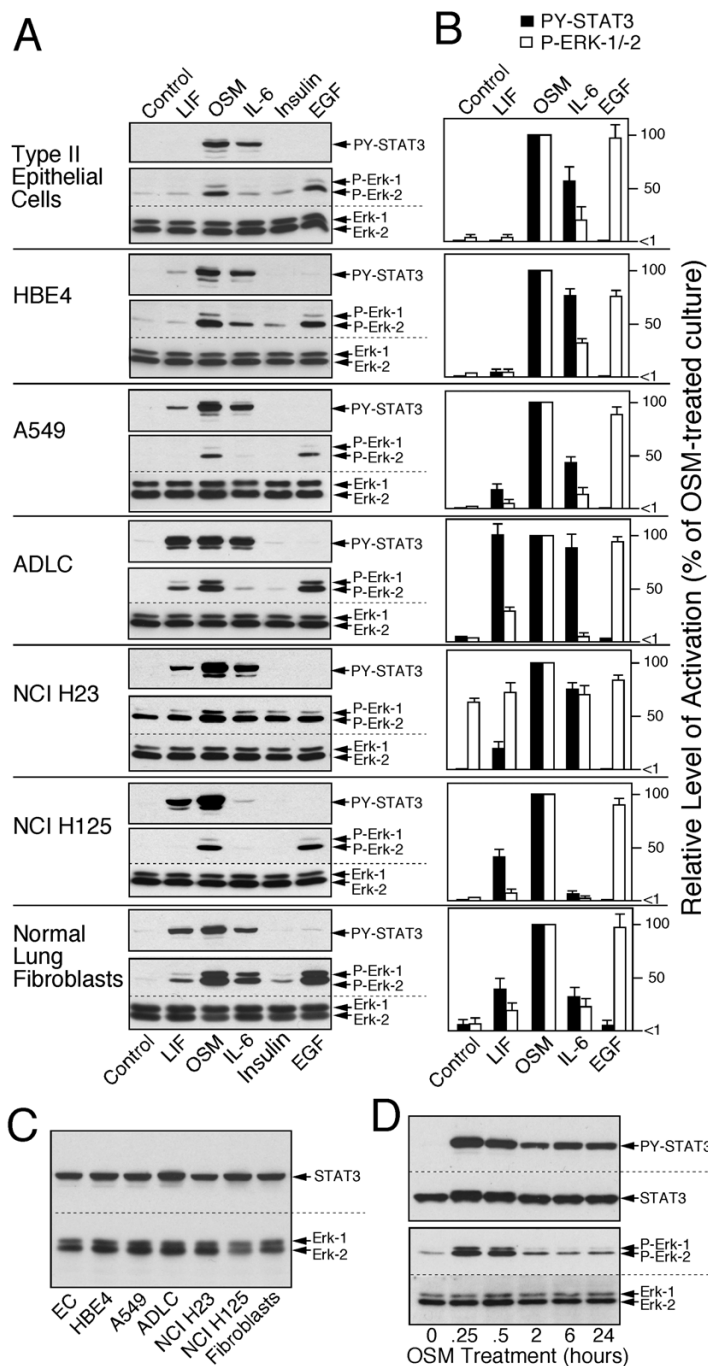 A
Control LIF OSM IL-6 Insulin EGF
Type II
Epithelial
Cells
PY-STAT3
P-Erk-1
P-Erk-2
Erk-1
Erk-2
HBE4
PY-STAT3
P-Erk-1
P-Erk-2
Erk-1
Erk-2
A549
PY-STAT3
P-Erk-1
P-Erk-2
Erk-1
Erk-2
ADLC
PY-STAT3
P-Erk-1
P-Erk-2
Erk-1
Erk-2
NCI H23
PY-STAT3
P-Erk-1
P-Erk-2
Erk-1
Erk-2
NCI H125
PY-STAT3
P-Erk-1
P-Erk-2
Erk-1
Erk-2
Normal
Lung
Fibroblasts
PY-STAT3
P-Erk-1
P-Erk-2
Erk-1
Erk-2
Control LIF OSM IL-6 Insulin EGF
B
PY-STAT3
P-ERK-1/-2
Control LIF OSM IL-6 EGF
100
50
<1
100
50
<1
100
50
<1
100
50
<1
100
50
<1
100
50
<1
100
50
<1
Control LIF OSM IL-6 EGF
Relative Level of Activation (% of OSM-treated culture)
C
STAT3
Erk-1
Erk-2
EC HBE4 A549 ADLC NCI H23 NCI H125 Fibroblasts
D
PY-STAT3
STAT3
P-Erk-1
P-Erk-2
Erk-1
Erk-2
0 .25 .5 2 6 24
OSM Treatment (hours)